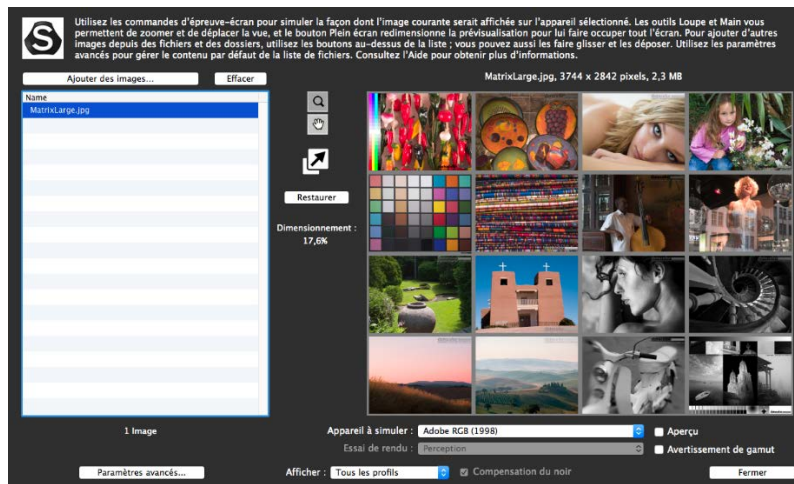 Utilisez les commandes d'épreuve-écran pour simuler la façon dont l'image courante serait affichée sur l'appareil sélectionné. Les outils Loupe et Main vous
permettent de zoomer et de déplacer la vue, et le bouton Plein écran redimensionne la prévisualisation pour lui faire occuper tout l'écran. Pour ajouter d'autres
images depuis des fichiers et des dossiers, utilisez les boutons au-dessus de la liste ; vous pouvez aussi les faire glisser et les déposer. Utilisez les paramètres
avancés pour gérer le contenu par défaut de la liste de fichiers. Consultez l'Aide pour obtenir plus d'informations.
Ajouter des images...
Effacer
MatrixLarge.jpg, 3744 x 2842 pixels, 2,3 MB
Name
MatrixLarge.jpg
Restaurer
Dimensionnement :
17,6%
1 Image
Appareil à simuler : Adobe RGB (1998)
Aperçu
Essai de rendu : Perception
Avertissement de gamut
Paramètres avancés...
Afficher : Tous les profils
Compensation du noir
Fermer